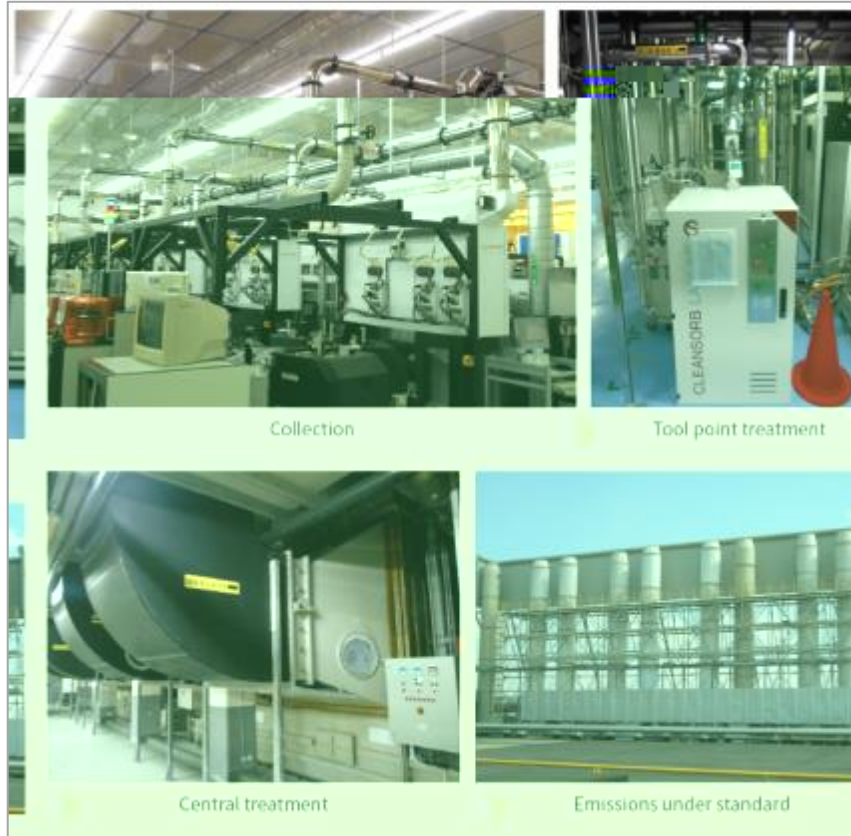 CLEANSORB
Collection
Tool point treatment
Central treatment
Emissions under standard